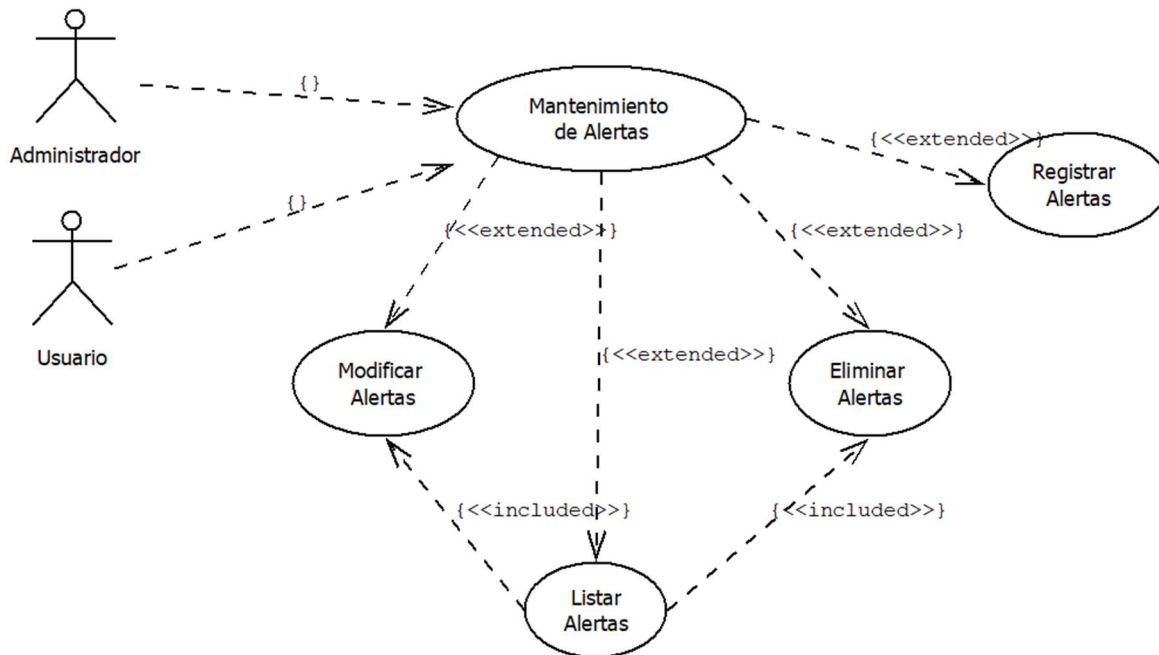 {}
Mantenimiento
de Alertas
{<<extended>>}
Administrador
Registrar
Alertas
{}
{<<extended>>}
{<<extended>>}
Usuario
{<<extended>>}
Modificar
Alertas
Eliminar
Alertas
{<<included>>}
{<<included>>}
Listar
Alertas